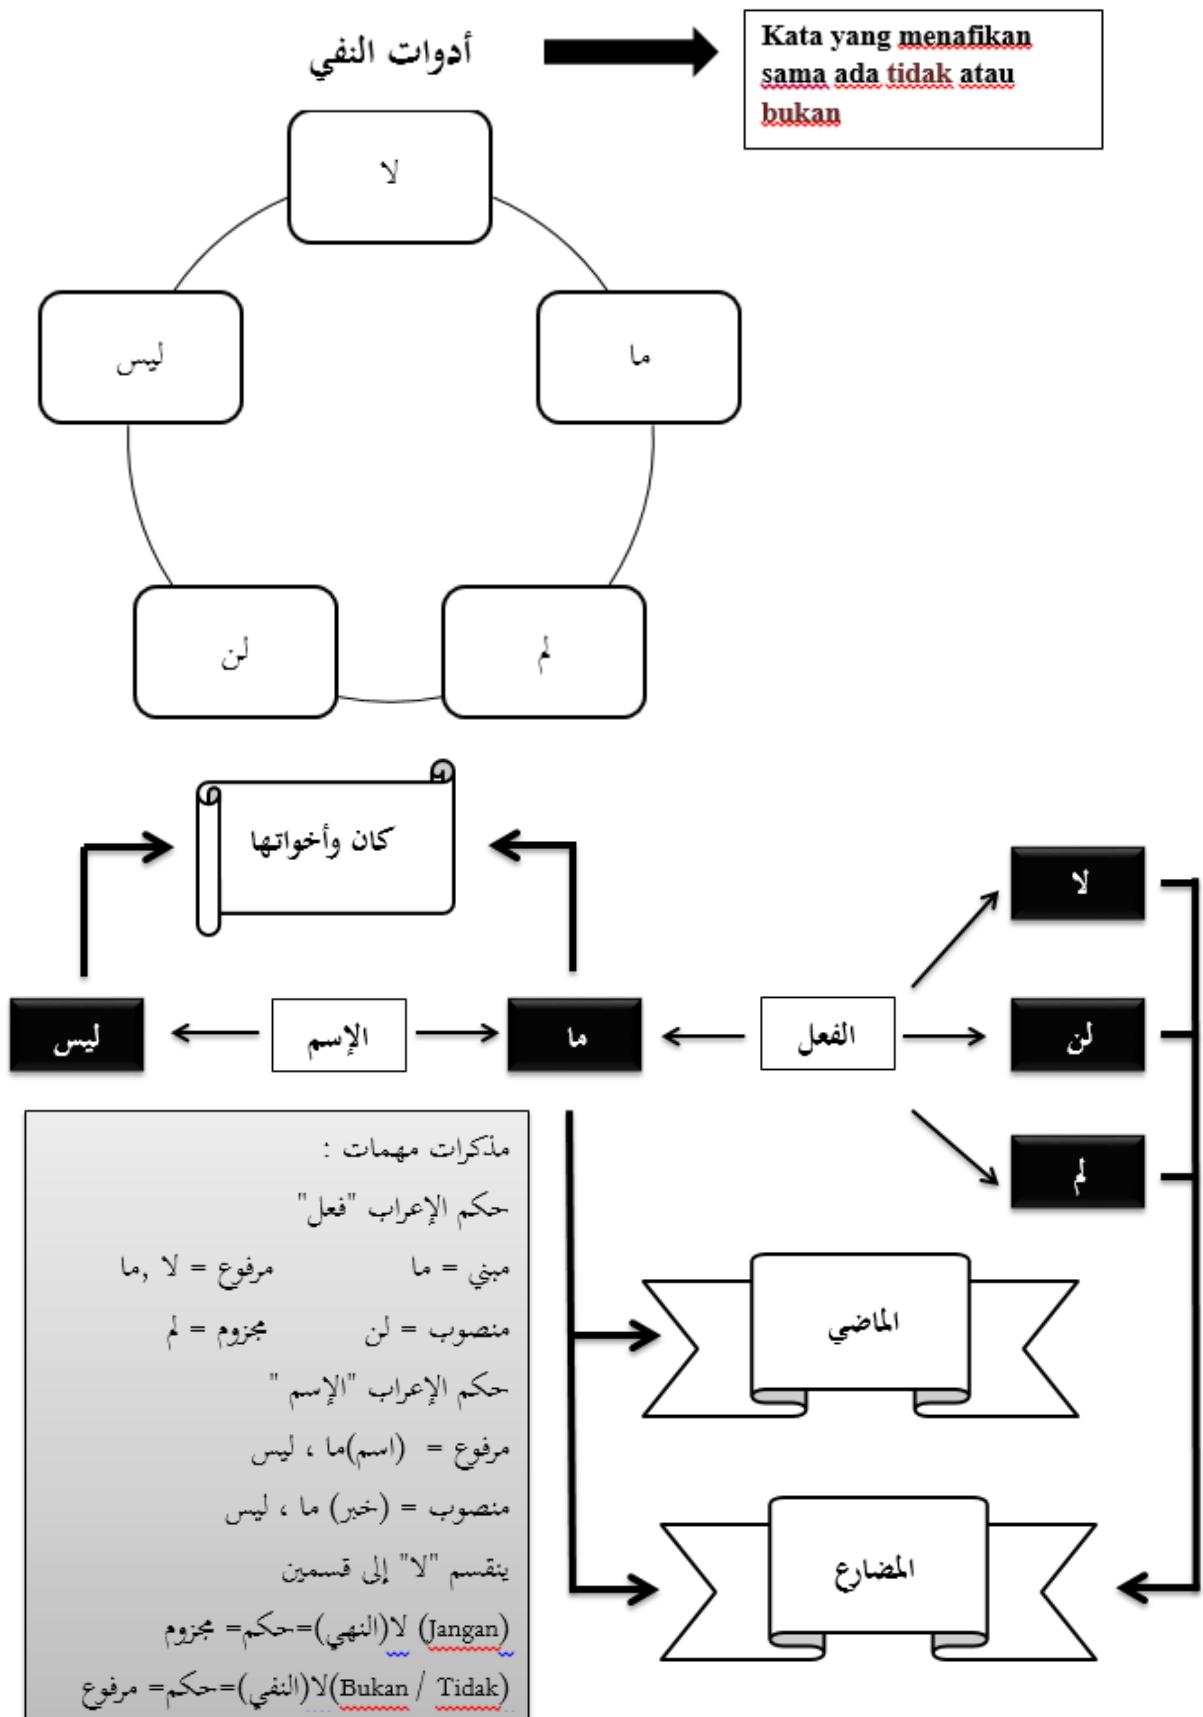 أدوات النفي
Kata yang menafikan
sama ada tidak atau
bukan
لا
ما
ليس
لم
لن
كان وأخواتها
لا
الفعل
ما
الإسم
ليس
لن
لم
مذكرات مهمات :
حكم الإعراب "فعل"
مبني = ما مرفوع = لا ,ما
منصوب = لن مجزوم = لم
حكم الإعراب "الإسم "
مرفوع = (اسم)ما ، ليس
منصوب = (خبر) ما ، ليس
ينقسم "لا" إلى قسمين
(Jangan) لا(النهي)=حكم= مجزوم
(Bukan / Tidak)لا(النفي)=حكم= مرفوع
الماضي
المضارع